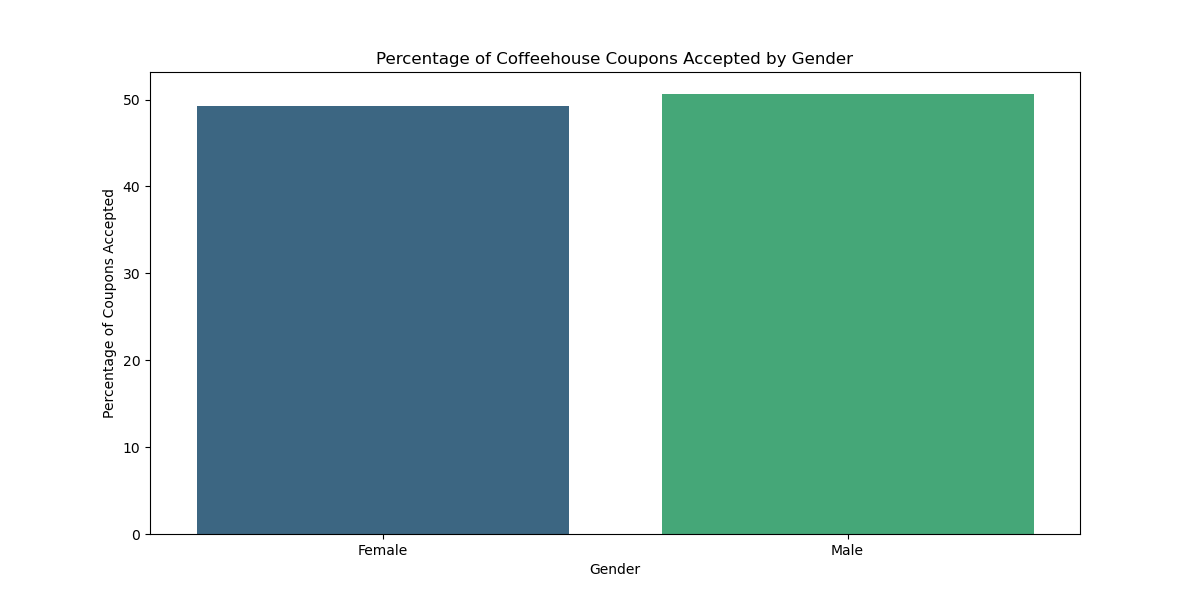 Percentage of Coffeehouse Coupons Accepted by Gender
Percentage of Coupons Accepted
50
40
30
20
10
0
Female
Male
Gender